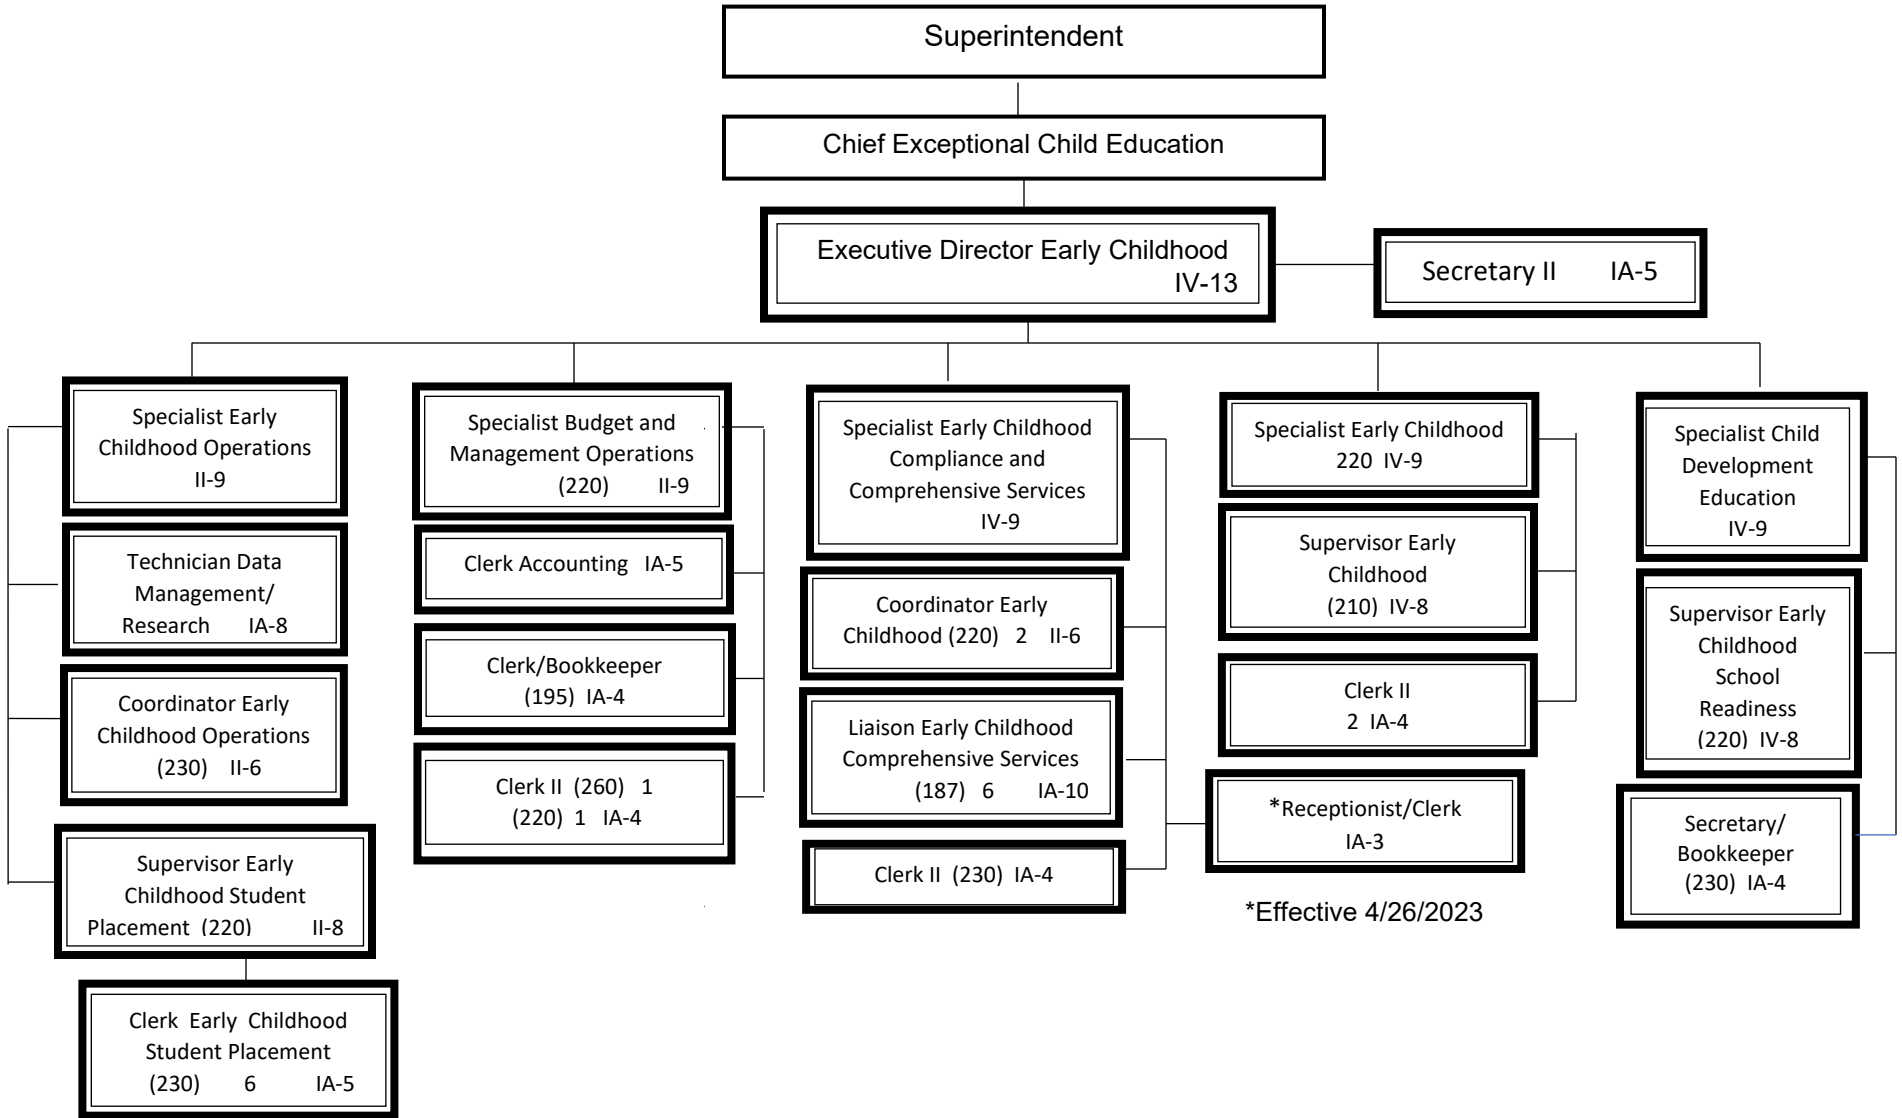 Superintendent
Chief Exceptional Child Education
Executive Director Early Childhood
IV-13
Secretary II IA-5
Specialist Early
Childhood Operations
II-9
Technician Data
Management/
Research IA-8
Coordinator Early
Childhood Operations
(230) II-6
Supervisor Early
Childhood Student
Placement (220) II-8
Clerk Early Childhood
Student Placement
(230) 6 IA-5
Specialist Budget and
Management Operations
(220) II-9
Clerk Accounting IA-5
Clerk/Bookkeeper
(195) IA-4
Clerk II (260) 1
(220) 1 IA-4
Specialist Early Childhood
Compliance and
Comprehensive Services
IV-9
Coordinator Early
Childhood (220) 2 II-6
Liaison Early Childhood
Comprehensive Services
(187) 6 IA-10
Clerk II (230) IA-4
Specialist Early Childhood
220 IV-9
Supervisor Early
Childhood
(210) IV-8
Clerk II
2 IA-4
*Receptionist/Clerk
IA-3
*Effective 4/26/2023
Specialist Child
Development
Education
IV-9
Supervisor Early
Childhood
School
Readiness
(220) IV-8
Secretary/
Bookkeeper
(230) IA-4